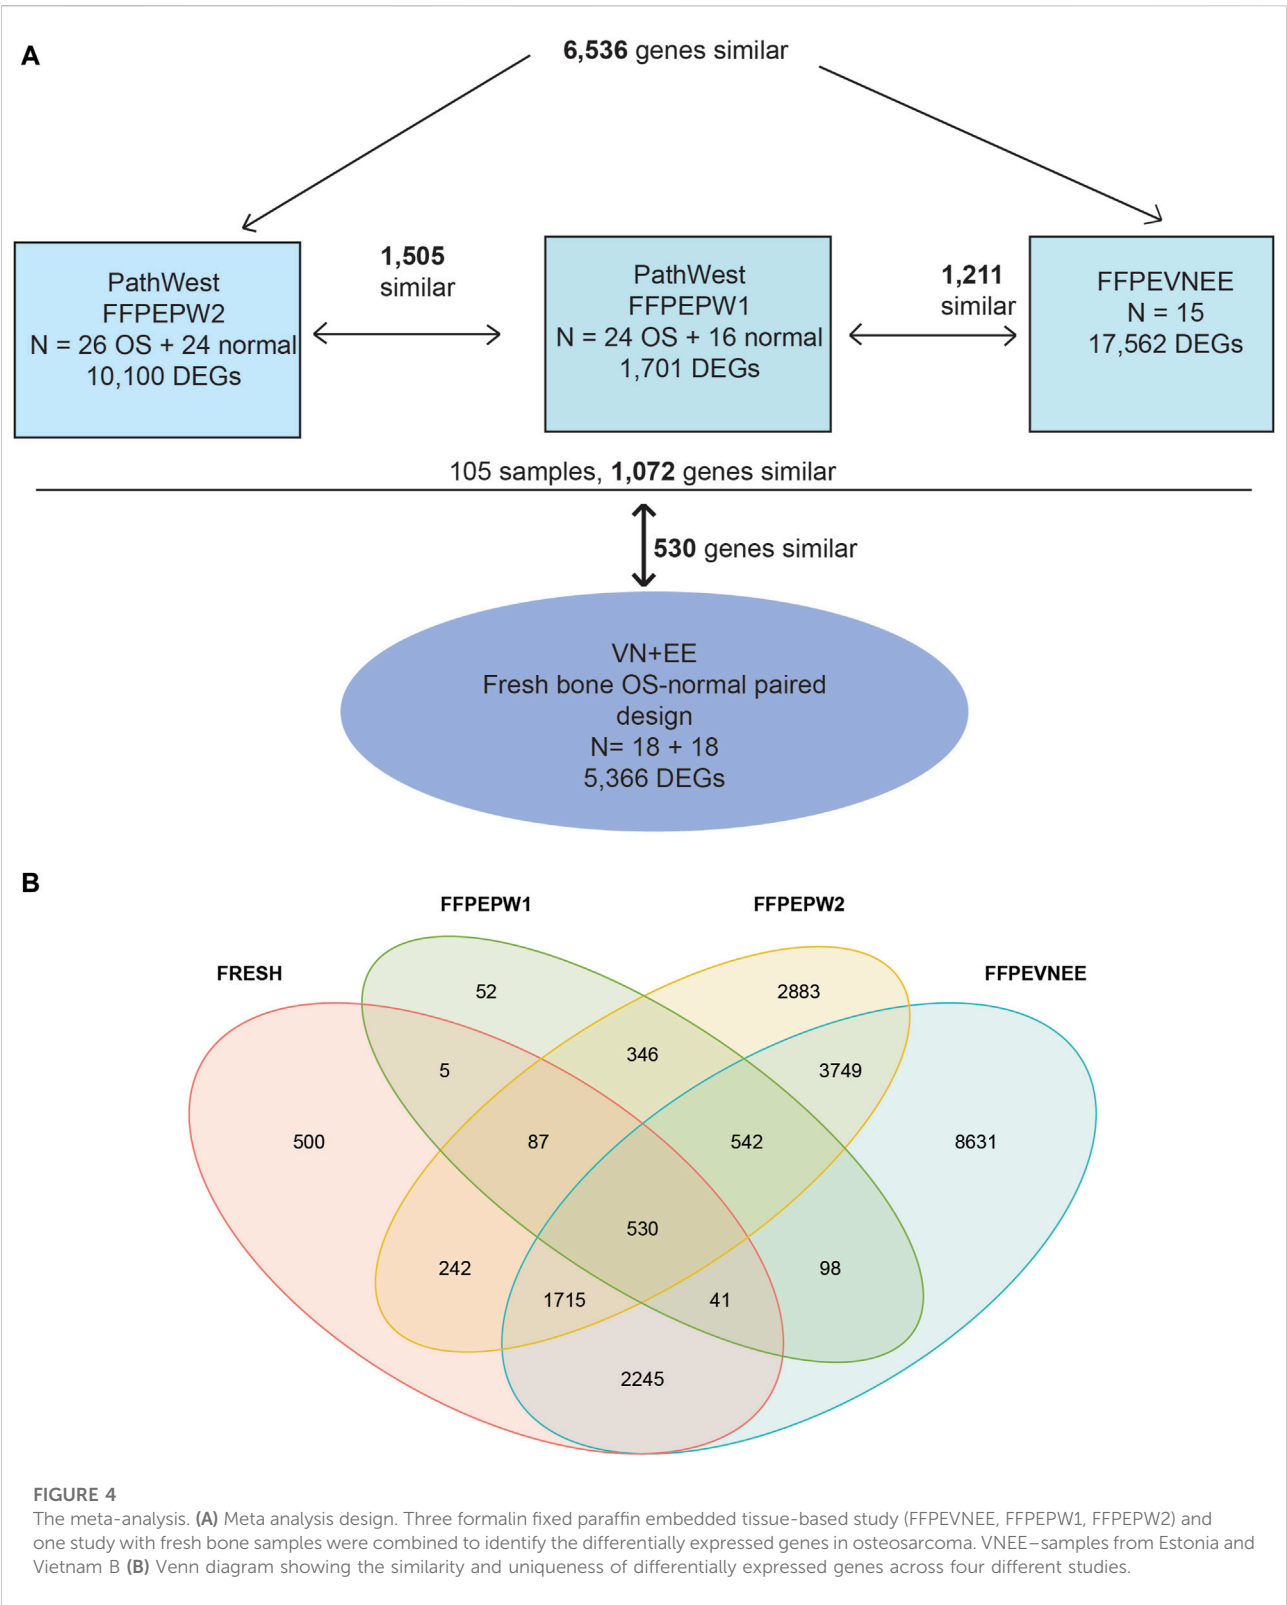 A
6,536 genes similar
PathWest
FFPEPW2
N = 26 OS + 24 normal
10,100 DEGs
1,505
similar
PathWest
FFPEPW1
N = 24 OS + 16 normal
1,701 DEGs
1,211
similar
FFPEVNEE
N = 15
17,562 DEGs
105 samples, 1,072 genes similar
530 genes similar
VN+EE
Fresh bone OS-normal paired
design
N= 18 + 18
5,366 DEGs
B
FFPEPW1
FFPEPW2
FRESH
FFPEVNEE
52
2883
346
5
3749
500
87
542
8631
530
242
98
1715
41
2245
FIGURE 4
The meta-analysis. (A) Meta analysis design. Three formalin fixed paraffin embedded tissue-based study (FFPEVNEE, FFPEPW1, FFPEPW2) and
one study with fresh bone samples were combined to identify the differentially expressed genes in osteosarcoma. VNEE–samples from Estonia and
Vietnam B (B) Venn diagram showing the similarity and uniqueness of differentially expressed genes across four different studies.